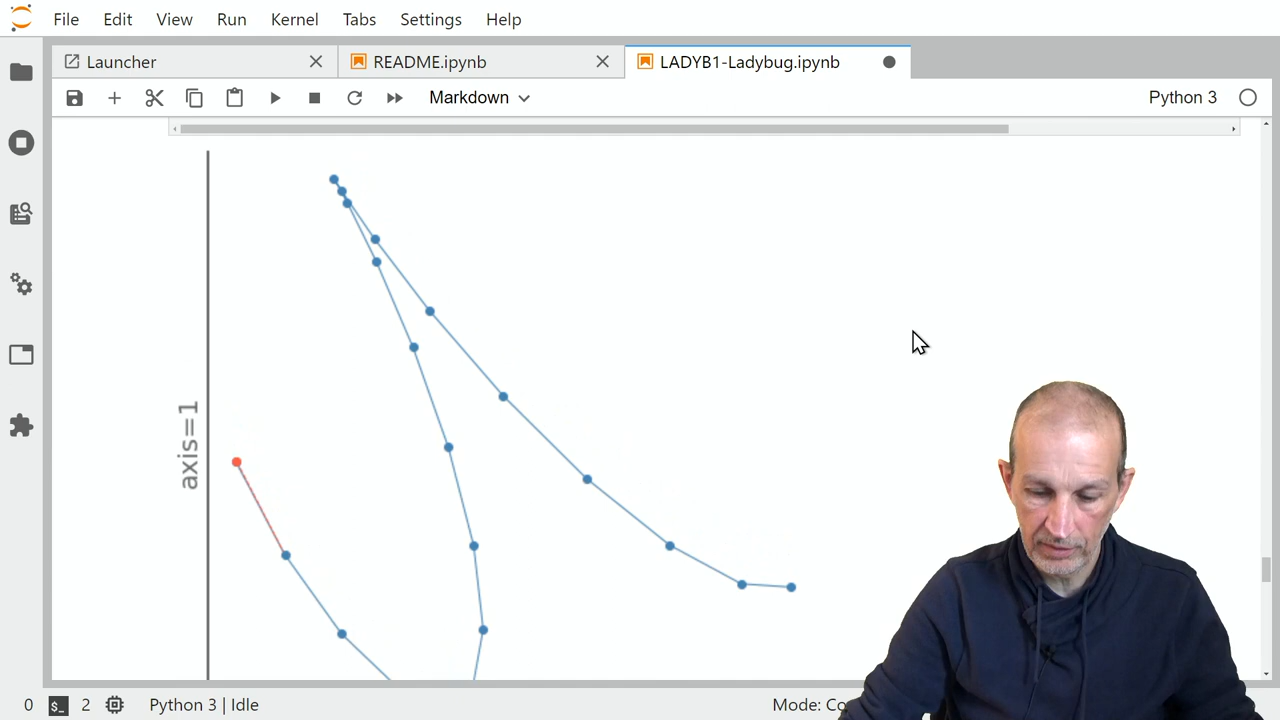 File Edit View Run Kernel Tabs Settings Help
Launcher README.ipynb LADYB1-Ladybug.ipynb
Markdown Python 3
axis=1
0 $_ 2 Python 3 | Idle Mode: Co